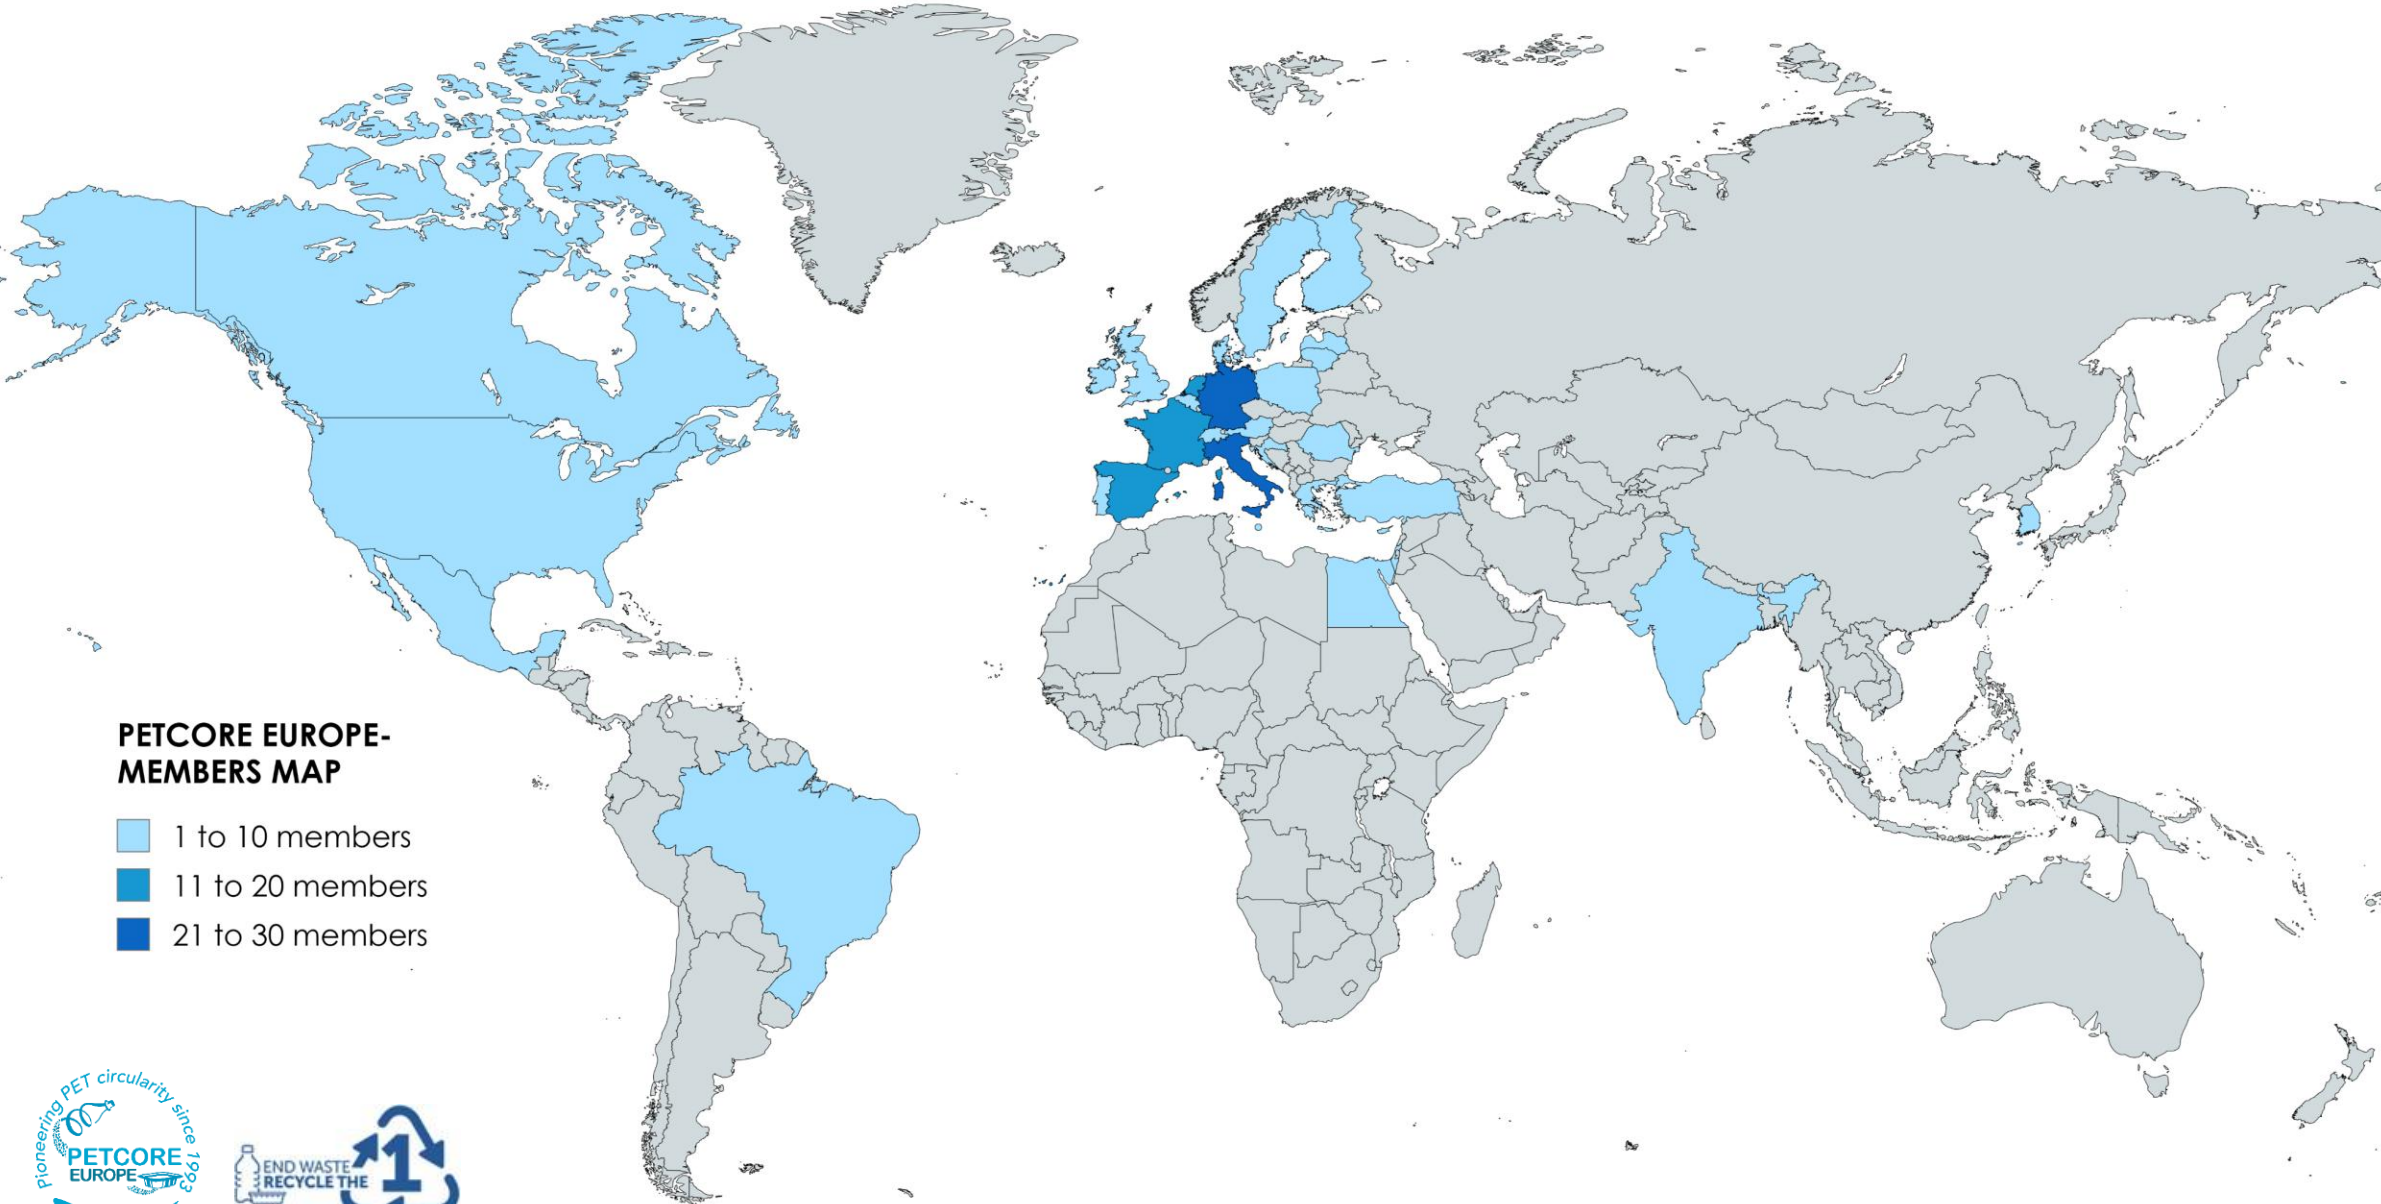 PETCORE EUROPE-
MEMBERS MAP
1 to 10 members
11 to 20 members
21 to 30 members
Pioneering PET circularity since 1993
PETCORE
EUROPE
END WASTE
RECYCLE THE
1